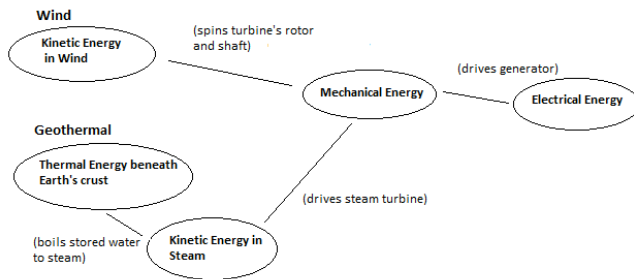 Wind
Kinetic Energy
in Wind
(spins turbine's rotor
and shaft)
Mechanical Energy
(drives generator)
Electrical Energy
Geothermal
Thermal Energy beneath
Earth's crust
(boils stored water
to steam)
Kinetic Energy in
Steam
(drives steam turbine)